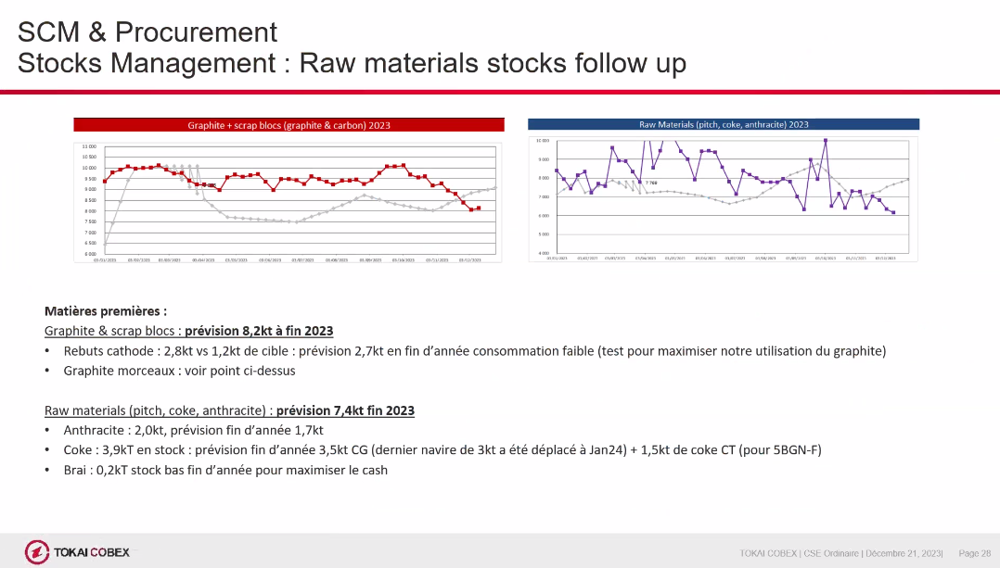 SCM & Procurement
Stocks Management : Raw materials stocks follow up
Graphite + scrap blocs (graphite & carbon) 2023
11 000
10 500
10 000
9 500
9 000
8 500
8 000
7 500
7 000
6 500
6 000
Raw Materials (pitch, coke, anthracite) 2023
10 000
9 000
8 000
7 000
6 000
5 000
4 000
7 760
Matières premières :
Graphite & scrap blocs : prévision 8,2kt à fin 2023
• Rebuts cathode : 2,8kt vs 1,2kt de cible : prévision 2,7kt en fin d’année consommation faible (test pour maximiser notre utilisation du graphite)
• Graphite morceaux : voir point ci-dessus
Raw materials (pitch, coke, anthracite) : prévision 7,4kt fin 2023
• Anthracite : 2,0kt, prévision fin d’année 1,7kt
• Coke : 3,9kT en stock : prévision fin d’année 3,5kt CG (dernier navire de 3kt a été déplacé à Jan24) + 1,5kt de coke CT (pour 5BGN-F)
• Brai : 0,2kT stock bas fin d’année pour maximiser le cash
TOKAI COBEX
TOKAI COBEX | CSE Ordinaire | Décembre 21, 2023| Page 28